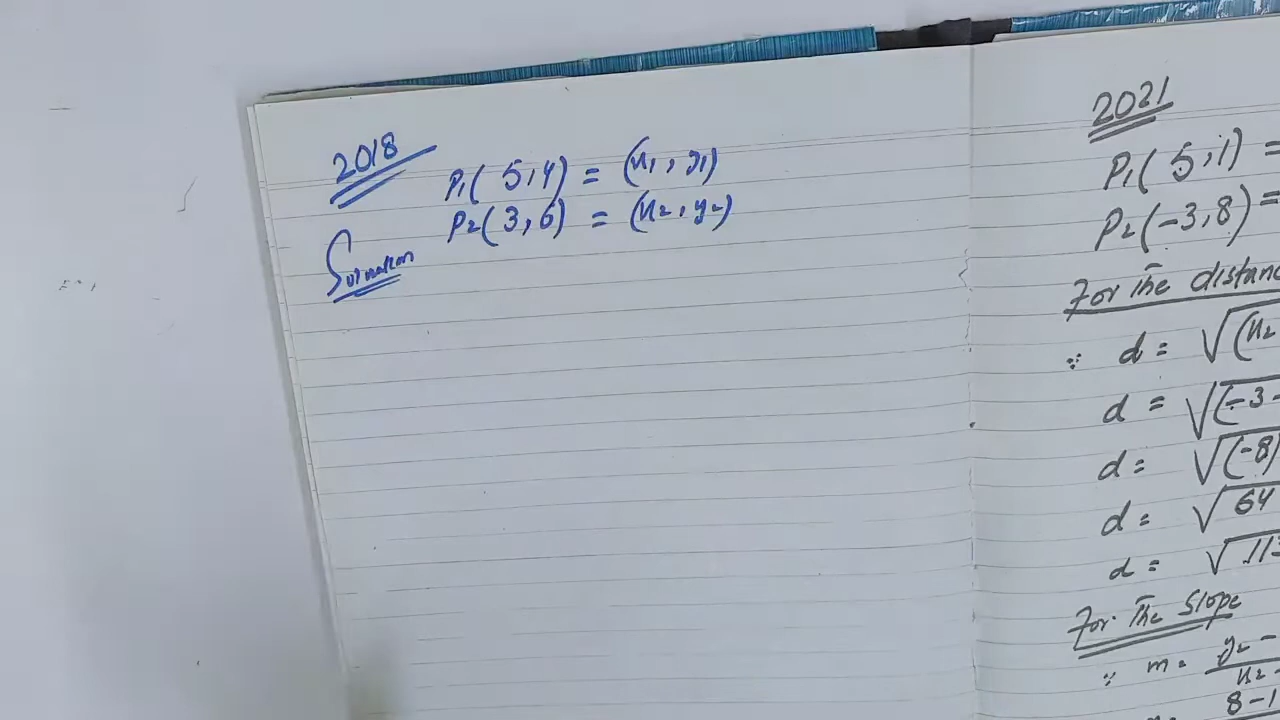 2018
P₁( 5,4) = (x₁ , y₁)
P₂(3,6) = (x₂ , y₂)
Solution
2021
P₁( 5,1) =
P₂(-3,8) =
For The distanc
∵ d = √(x₂
d = √(-3-
d = √(-8)
d = √64
d = √113
For The Slope
∵ m = y₂ -
x₂ -
8-1